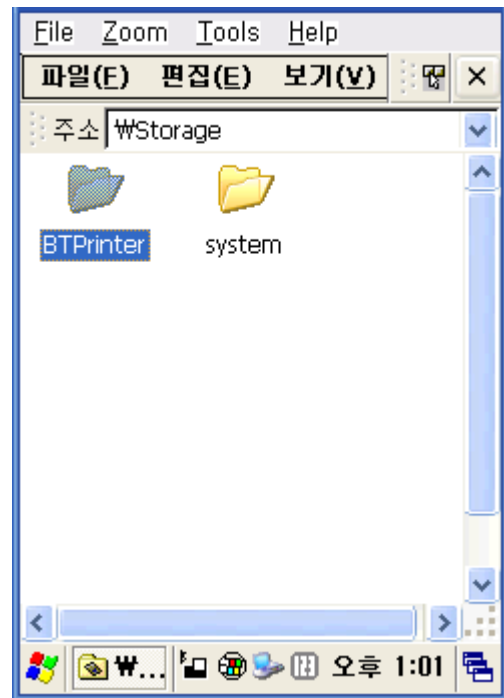 File Zoom Tools Help
파일(F) 편집(E) 보기(V)
주소 ₩Storage
BTPrinter system
₩... 오후 1:01